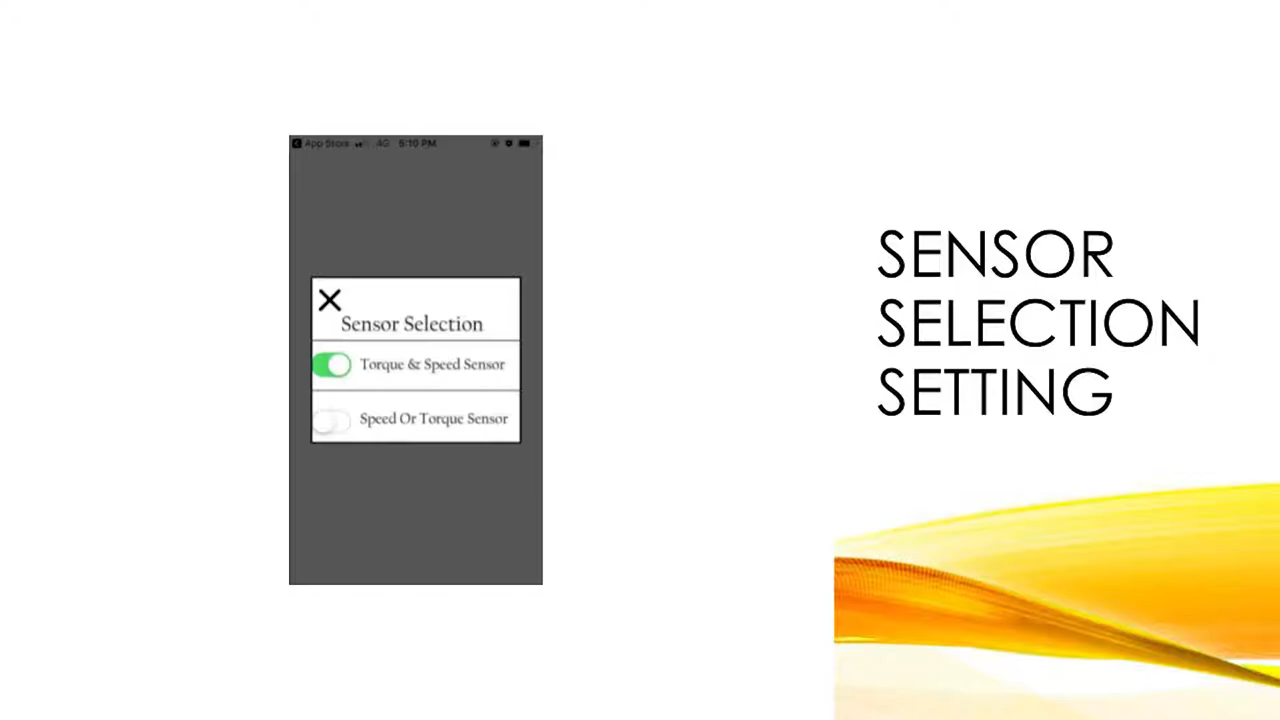 App Store 4G 5:10 PM
Sensor Selection
Torque & Speed Sensor
Speed Or Torque Sensor
SENSOR
SELECTION
SETTING